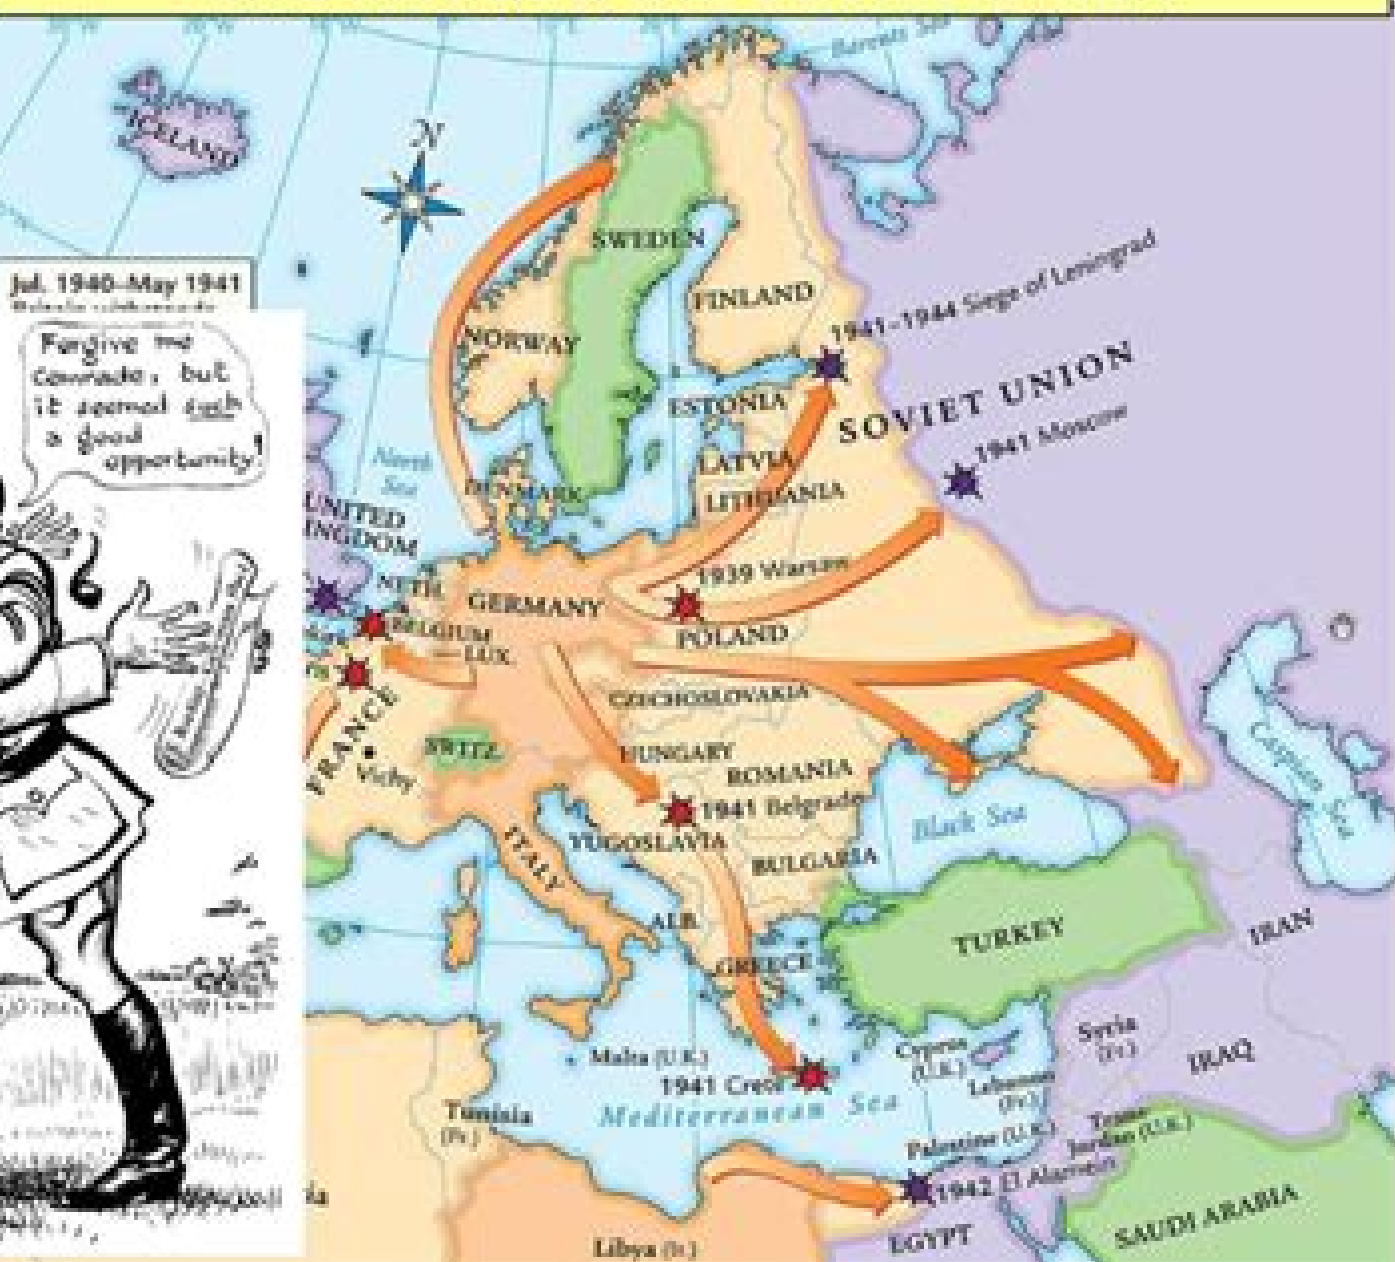 Barents Sea
ICELAND
N
SWEDEN
Jul. 1940–May 1941
FINLAND
1941–1944 Siege of Leningrad
Forgive me
Comrade, but
it seemed such
a good
opportunity!
NORWAY
SOVIET UNION
ESTONIA
1941 Moscow
North
Sea
LATVIA
LITHUANIA
DENMARK
UNITED
INGDOM
NETH.
1939 Warsaw
GERMANY
BELGIUM
POLAND
LUX.
CZECHOSLOVAKIA
FRANCE
SWITZ.
HUNGARY
Vichy
ROMANIA
1941 Belgrade
Caspian Sea
Black Sea
YUGOSLAVIA
ITALY
BULGARIA
ALB.
TURKEY
IRAN
GREECE
Syria
(Fr.)
Malta (U.K.)
Cyprus
(U.K.)
IRAQ
1941 Crete
Lebanon
(Fr.)
Mediterranean Sea
Tunisia
(Fr.)
Palestine (U.K.)
Trans-
Jordan (U.K.)
1942 El Alamein
SAUDI ARABIA
EGYPT
Libya (It.)